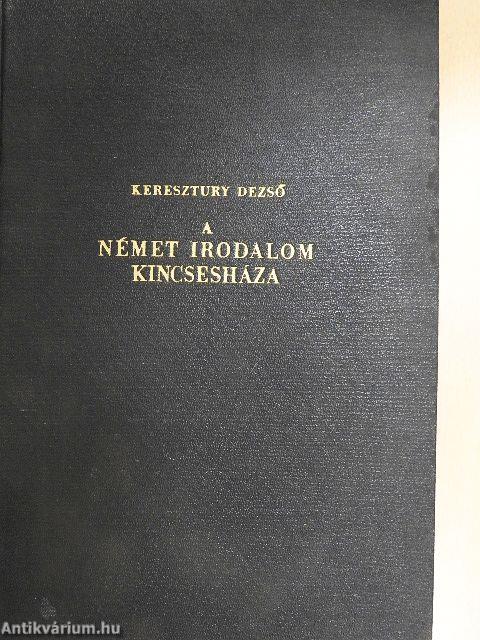 KERESZTURY DEZSŐ
A
NÉMET IRODALOM
KINCSESHÁZA
Antikvárium.hu